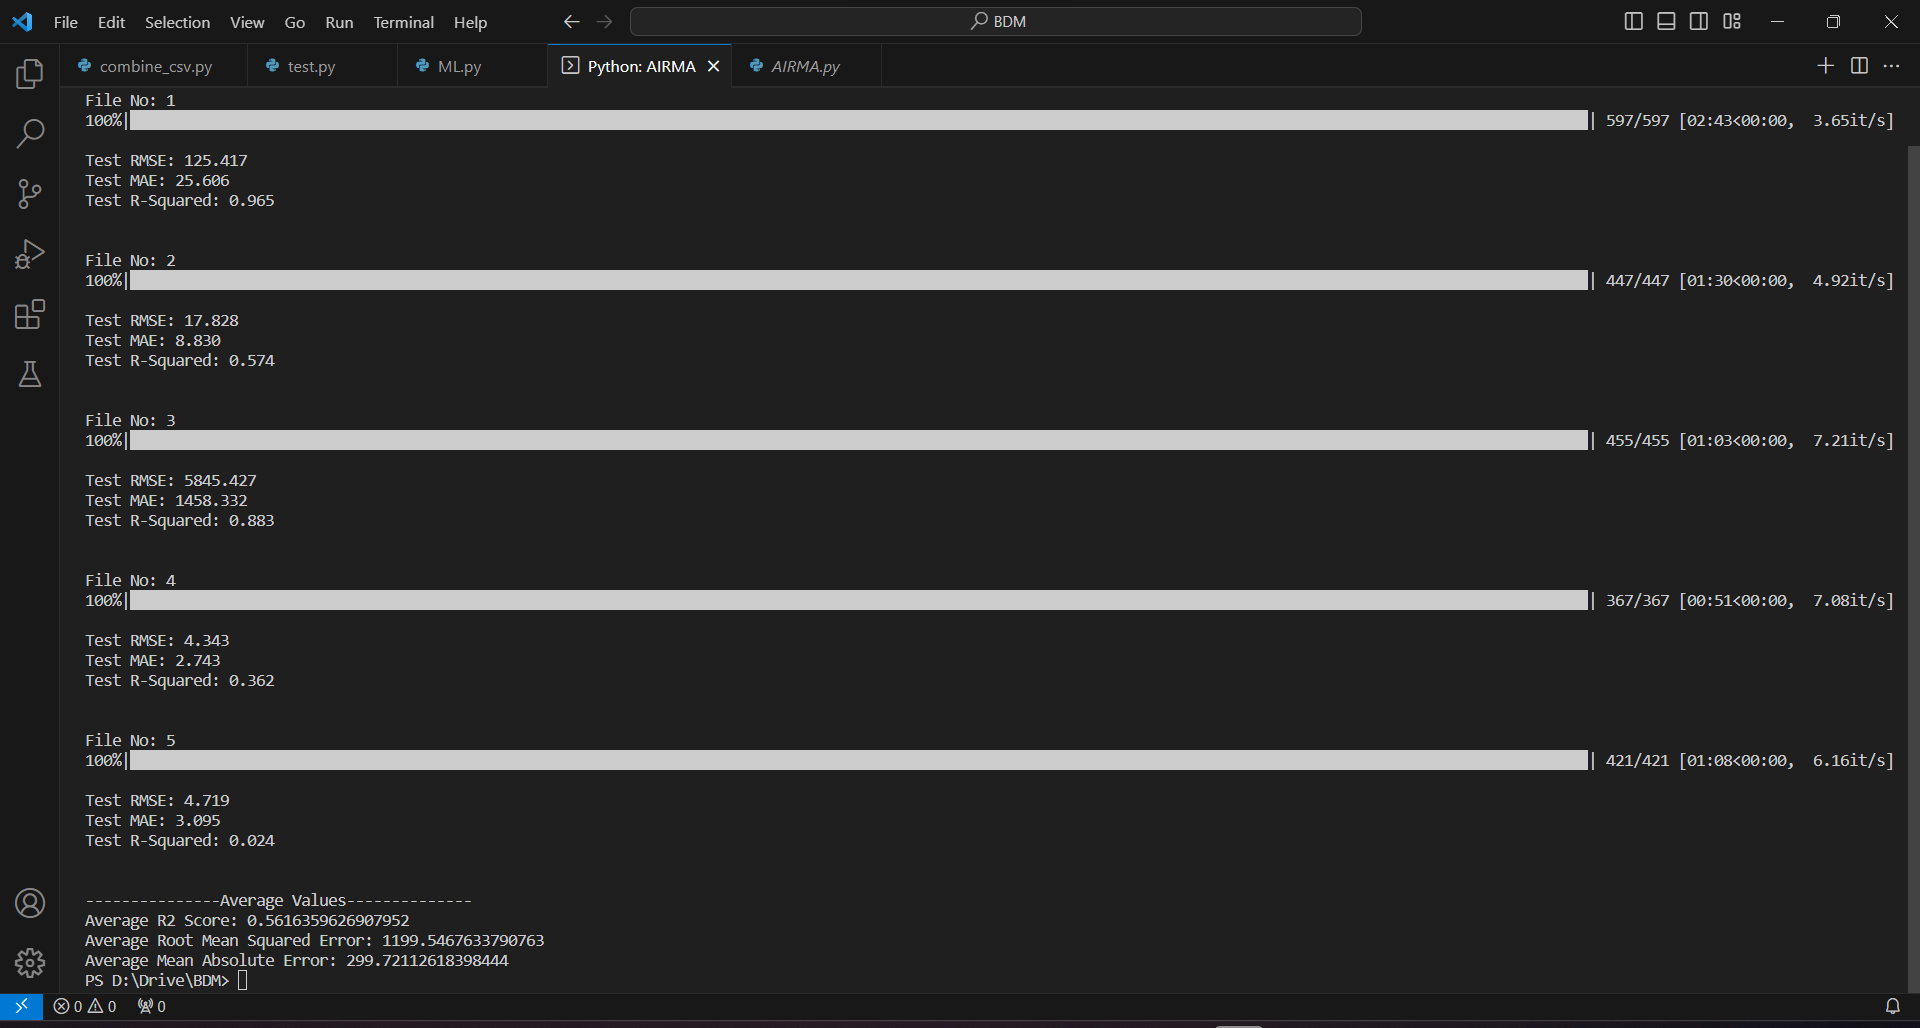 File Edit Selection View Go Run Terminal Help BDM
combine_csv.py test.py ML.py Python: AIRMA AIRMA.py
File No: 1
100%| | 597/597 [02:43<00:00, 3.65it/s]
Test RMSE: 125.417
Test MAE: 25.606
Test R-Squared: 0.965
File No: 2
100%| | 447/447 [01:30<00:00, 4.92it/s]
Test RMSE: 17.828
Test MAE: 8.830
Test R-Squared: 0.574
File No: 3
100%| | 455/455 [01:03<00:00, 7.21it/s]
Test RMSE: 5845.427
Test MAE: 1458.332
Test R-Squared: 0.883
File No: 4
100%| | 367/367 [00:51<00:00, 7.08it/s]
Test RMSE: 4.343
Test MAE: 2.743
Test R-Squared: 0.362
File No: 5
100%| | 421/421 [01:08<00:00, 6.16it/s]
Test RMSE: 4.719
Test MAE: 3.095
Test R-Squared: 0.024
---------------Average Values--------------
Average R2 Score: 0.5616359626907952
Average Root Mean Squared Error: 1199.5467633790763
Average Mean Absolute Error: 299.72112618398444
PS D:\Drive\BDM>
0 0 0